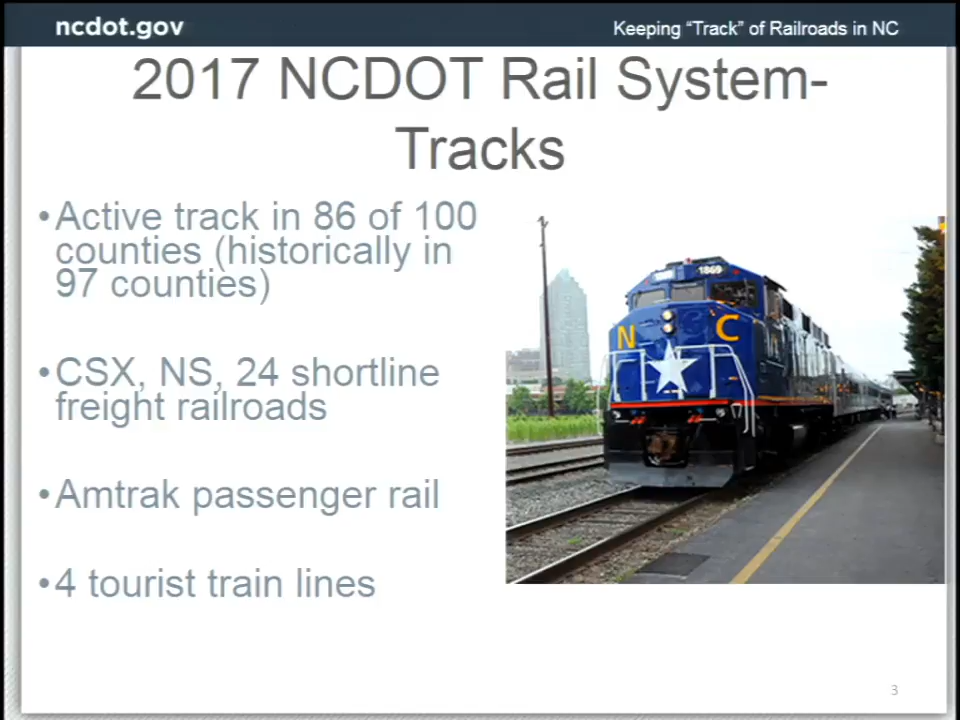 ncdot.gov
Keeping “Track” of Railroads in NC
2017 NCDOT Rail System-
Tracks
•Active track in 86 of 100
counties (historically in
97 counties)
•CSX, NS, 24 shortline
freight railroads
•Amtrak passenger rail
•4 tourist train lines
1869
N C
3